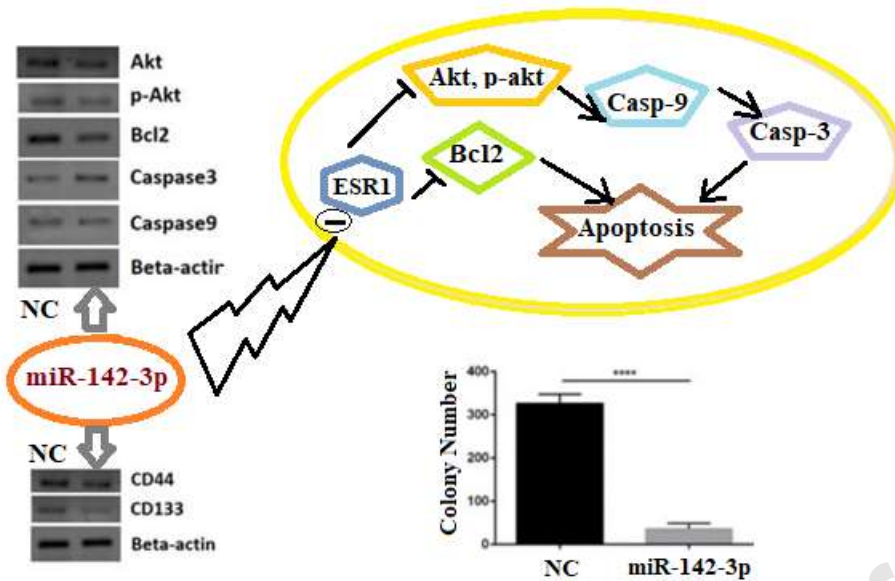 Akt
p-Akt
Bcl2
Caspase3
Caspase9
Beta-actir
NC
miR-142-3p
NC
CD44
CD133
Beta-actin
Akt, p-akt
Casp-9
Casp-3
Bcl2
ESR1
Apoptosis
****
Colony Number
400
300
200
100
0
NC
miR-142-3p